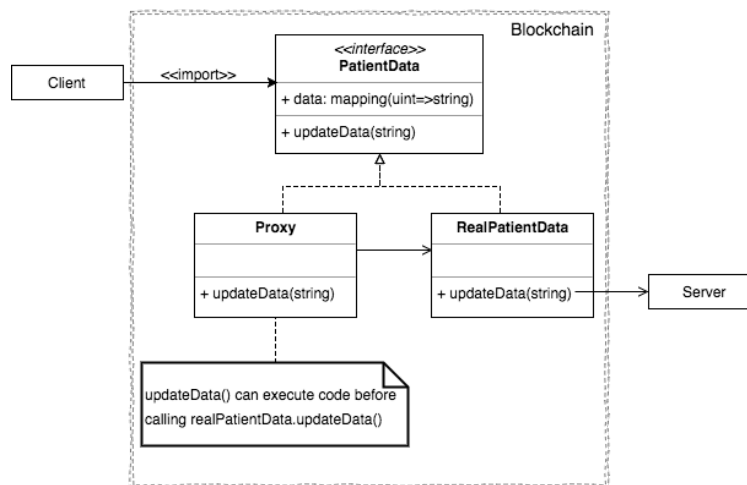 Blockchain
<<interface>>
PatientData
Client
<<import>>
+ data: mapping(uint=>string)
+ updateData(string)
Proxy
RealPatientData
+ updateData(string)
+ updateData(string)
Server
updateData() can execute code before
calling realPatientData.updateData()